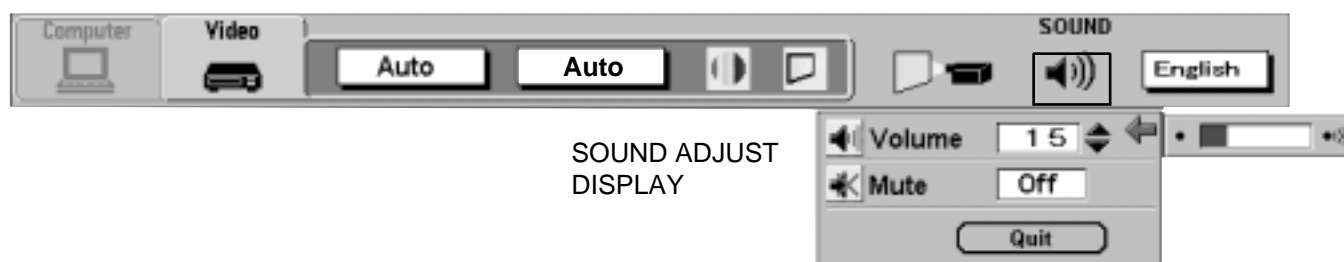 Computer Video SOUND
Auto Auto English
SOUND ADJUST
DISPLAY
Volume 15
Mute Off
Quit